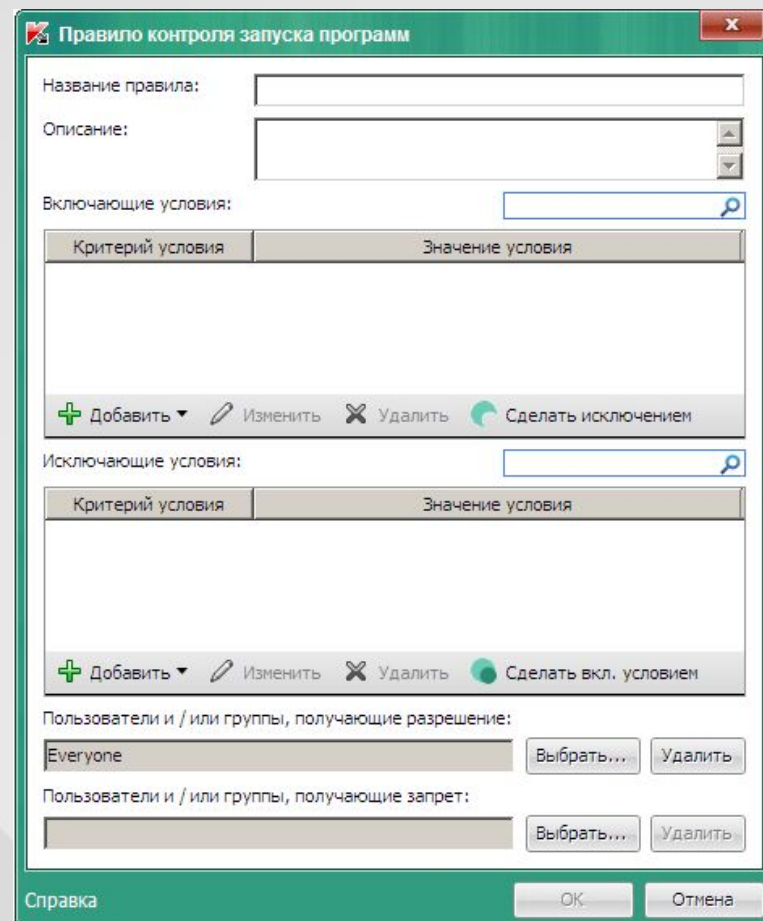 Правило контроля запуска программ
Название правила:
Описание:
Включающие условия:
Критерий условия Значение условия
Добавить Изменить Удалить Сделать исключением
Исключающие условия:
Критерий условия Значение условия
Добавить Изменить Удалить Сделать вкл. условием
Пользователи и / или группы, получающие разрешение:
Everyone Выбрать... Удалить
Пользователи и / или группы, получающие запрет:
Выбрать... Удалить
Справка OK Отмена